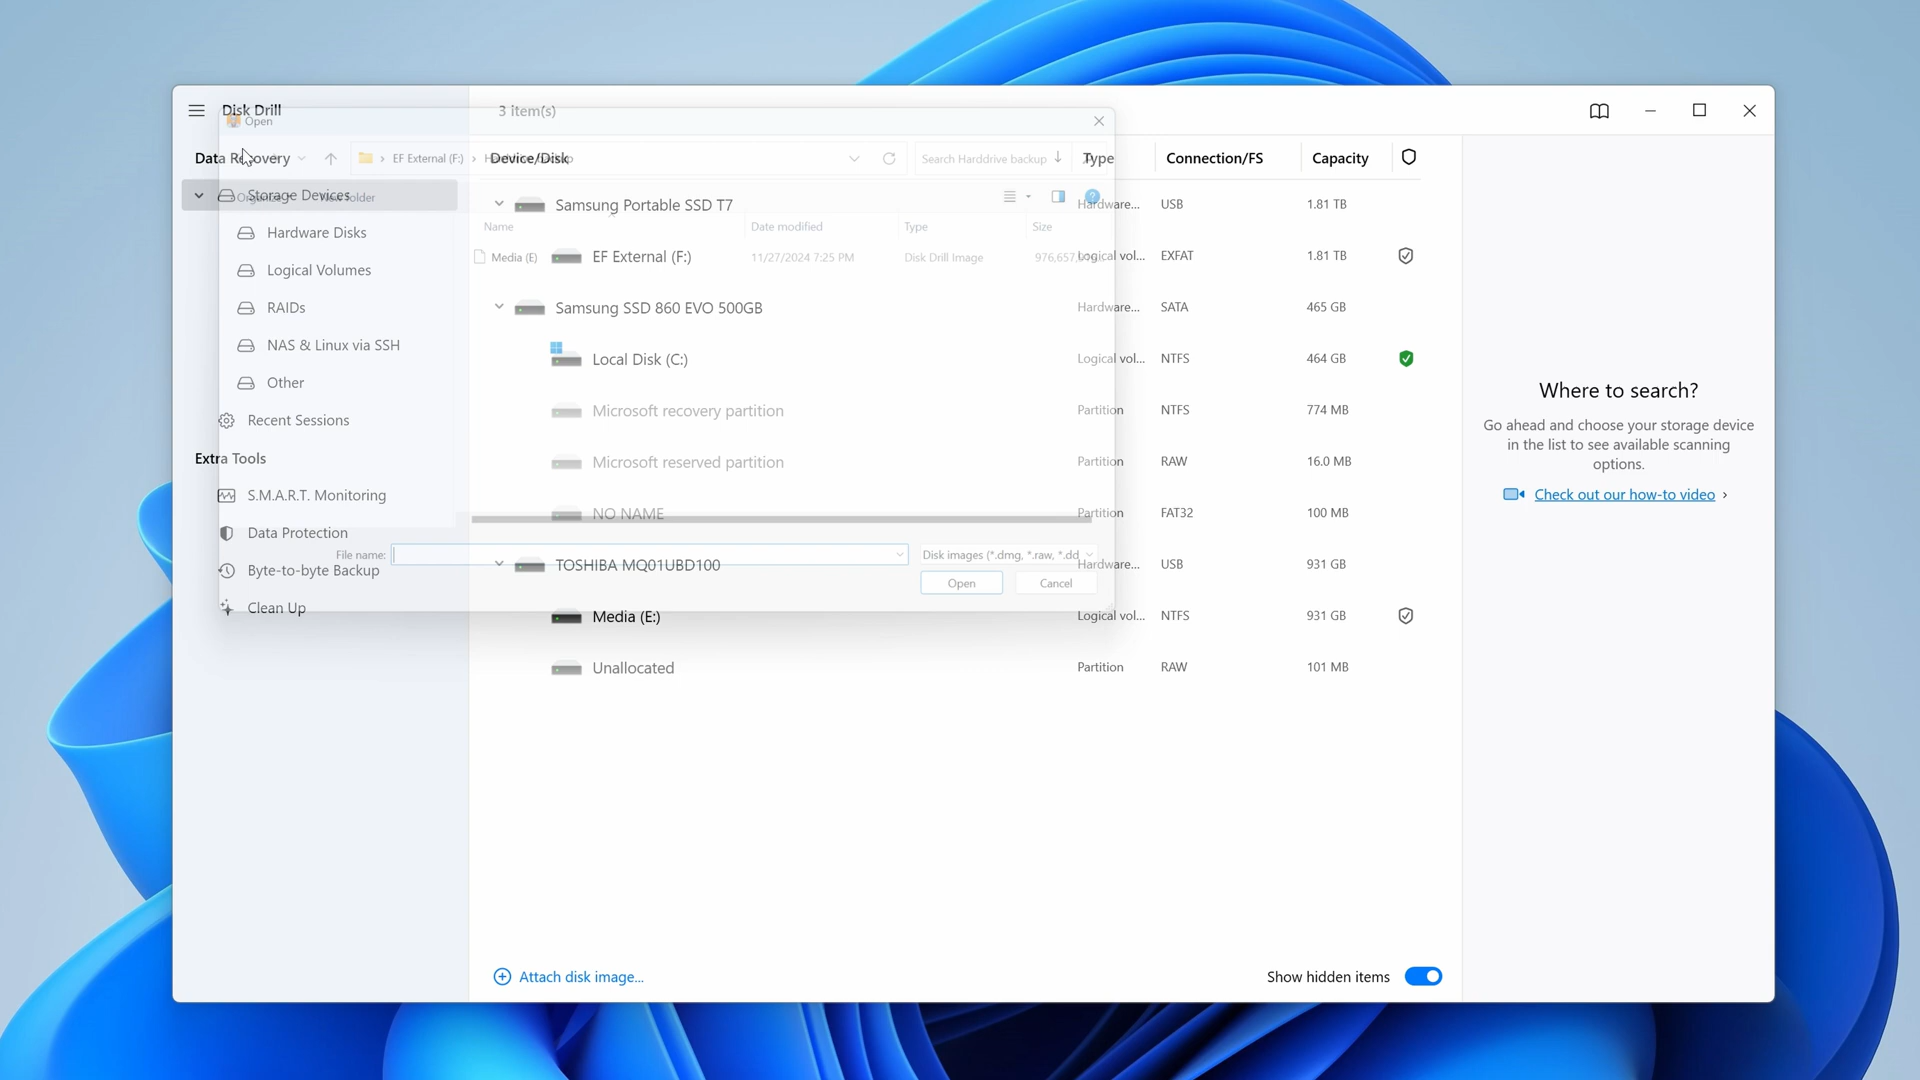 Disk Drill
3 item(s)
Open
Data Recovery
EF External (F:)
Device/Disk
Search Harddrive backup
Type
Connection/FS
Capacity
Storage Devices
Organize
New folder
Samsung Portable SSD T7
Hardware...
USB
1.81 TB
Name
Date modified
Type
Size
Hardware Disks
Media (E)
EF External (F:)
11/27/2024 7:25 PM
Disk Drill Image
976,657,
Logical vol...
EXFAT
1.81 TB
Logical Volumes
RAIDs
Samsung SSD 860 EVO 500GB
Hardware...
SATA
465 GB
NAS & Linux via SSH
Local Disk (C:)
Logical vol...
NTFS
464 GB
Other
Where to search?
Recent Sessions
Microsoft recovery partition
Partition
NTFS
774 MB
Go ahead and choose your storage device
in the list to see available scanning
options.
Extra Tools
Microsoft reserved partition
Partition
RAW
16.0 MB
S.M.A.R.T. Monitoring
Check out our how-to video ›
NO NAME
Partition
FAT32
100 MB
Data Protection
File name:
Disk images (*.dmg, *.raw, *.dd
Byte-to-byte Backup
TOSHIBA MQ01UBD100
Hardware...
USB
931 GB
Open
Cancel
Clean Up
Media (E:)
Logical vol...
NTFS
931 GB
Unallocated
Partition
RAW
101 MB
Attach disk image...
Show hidden items